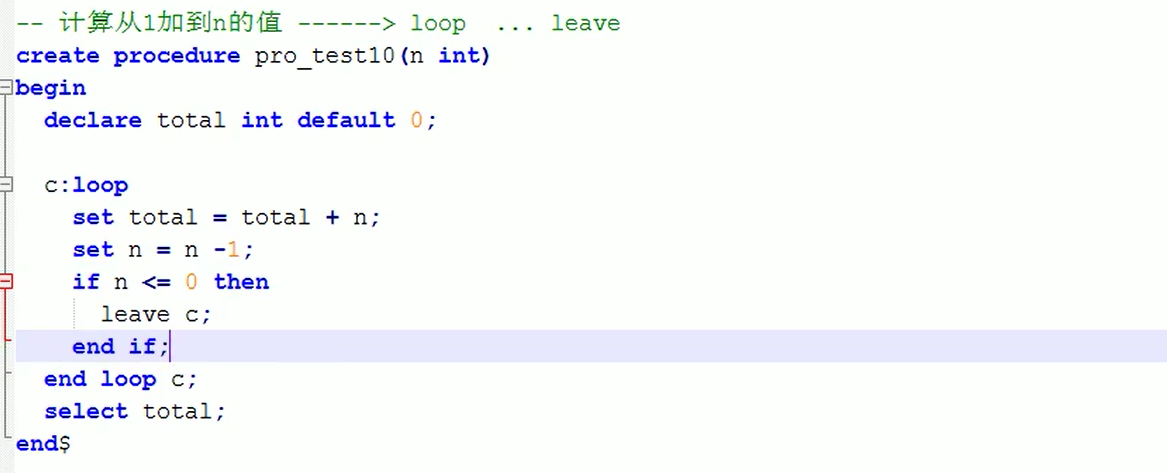 -- 计算从1加到n的值 ------> loop  ... leave
create procedure pro_test10(n int)
begin
  declare total int default 0;
  c:loop
    set total = total + n;
    set n = n -1;
    if n <= 0 then
      leave c;
    end if;
  end loop c;
  select total;
end$